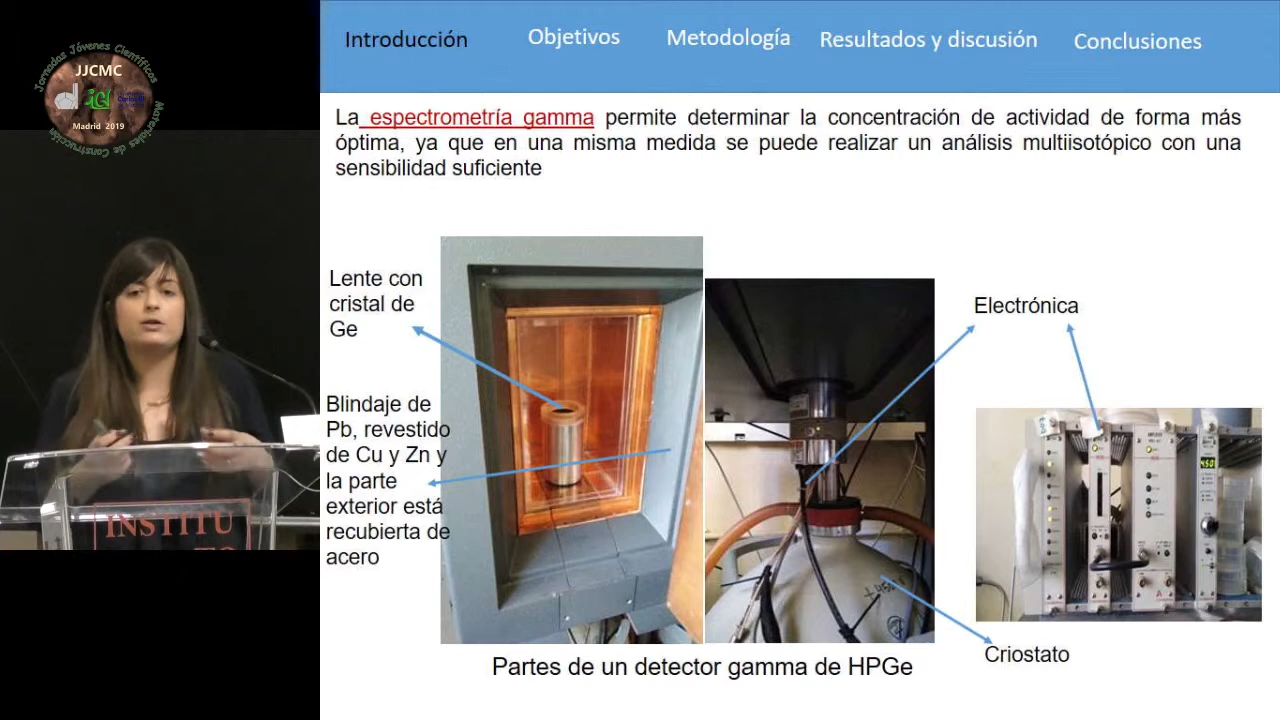 Jornadas Jóvenes Científicos
JJCMC
Madrid 2019
Materiales de Construcción
Introducción
Objetivos
Metodología
Resultados y discusión
Conclusiones
La espectrometría gamma permite determinar la concentración de actividad de forma más
óptima, ya que en una misma medida se puede realizar un análisis multiisotópico con una
sensibilidad suficiente
Lente con
cristal de
Ge
Blindaje de
Pb, revestido
de Cu y Zn y
la parte
exterior está
recubierta de
acero
Electrónica
Criostato
Partes de un detector gamma de HPGe
INSTITU